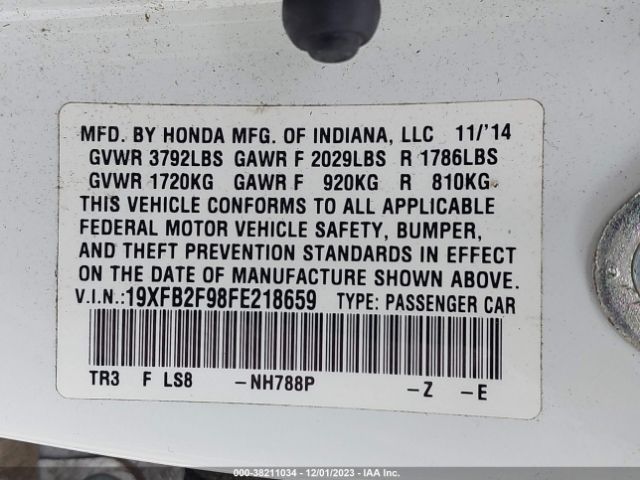 MFD. BY HONDA MFG. OF INDIANA, LLC 11/'14
GVWR 3792LBS GAWR F 2029LBS R 1786LBS
GVWR 1720KG GAWR F 920KG R 810KG
THIS VEHICLE CONFORMS TO ALL APPLICABLE
FEDERAL MOTOR VEHICLE SAFETY, BUMPER,
AND THEFT PREVENTION STANDARDS IN EFFECT
ON THE DATE OF MANUFACTURE SHOWN ABOVE.
V.I.N.:19XFB2F98FE218659 TYPE: PASSENGER CAR
TR3 F LS8 -NH788P -Z -E
000-38211034 - 12/01/2023 - IAAI.COM